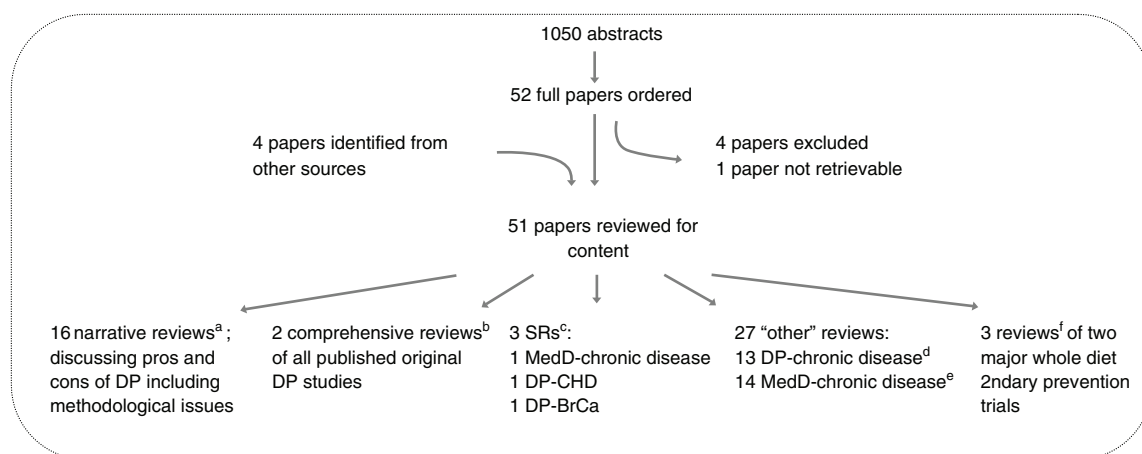 1050 abstracts
52 full papers ordered
4 papers identified from
other sources
4 papers excluded
1 paper not retrievable
51 papers reviewed for
content
16 narrative reviewsᵃ ;
discussing pros and
cons of DP including
methodological issues
2 comprehensive reviewsᵇ
of all published original
DP studies
3 SRsᶜ:
1 MedD-chronic disease
1 DP-CHD
1 DP-BrCa
27 “other” reviews:
13 DP-chronic diseaseᵈ
14 MedD-chronic diseaseᵉ
3 reviewsᶠ of two
major whole diet
2ndary prevention
trials